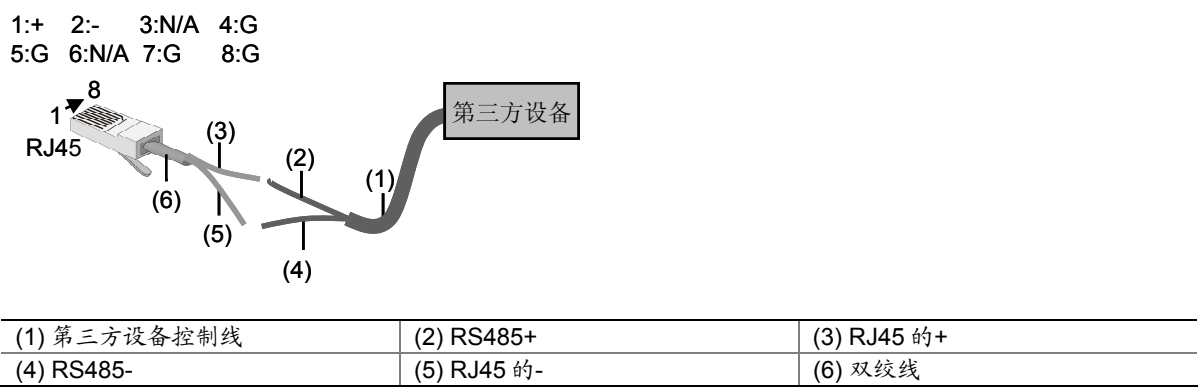 1:+ 2:- 3:N/A 4:G
5:G 6:N/A 7:G 8:G
8
1
RJ45
第三方设备
(3)
(2)
(1)
(6)
(5)
(4)
(1) 第三方设备控制线 (2) RS485+ (3) RJ45 的+
(4) RS485- (5) RJ45 的- (6) 双绞线